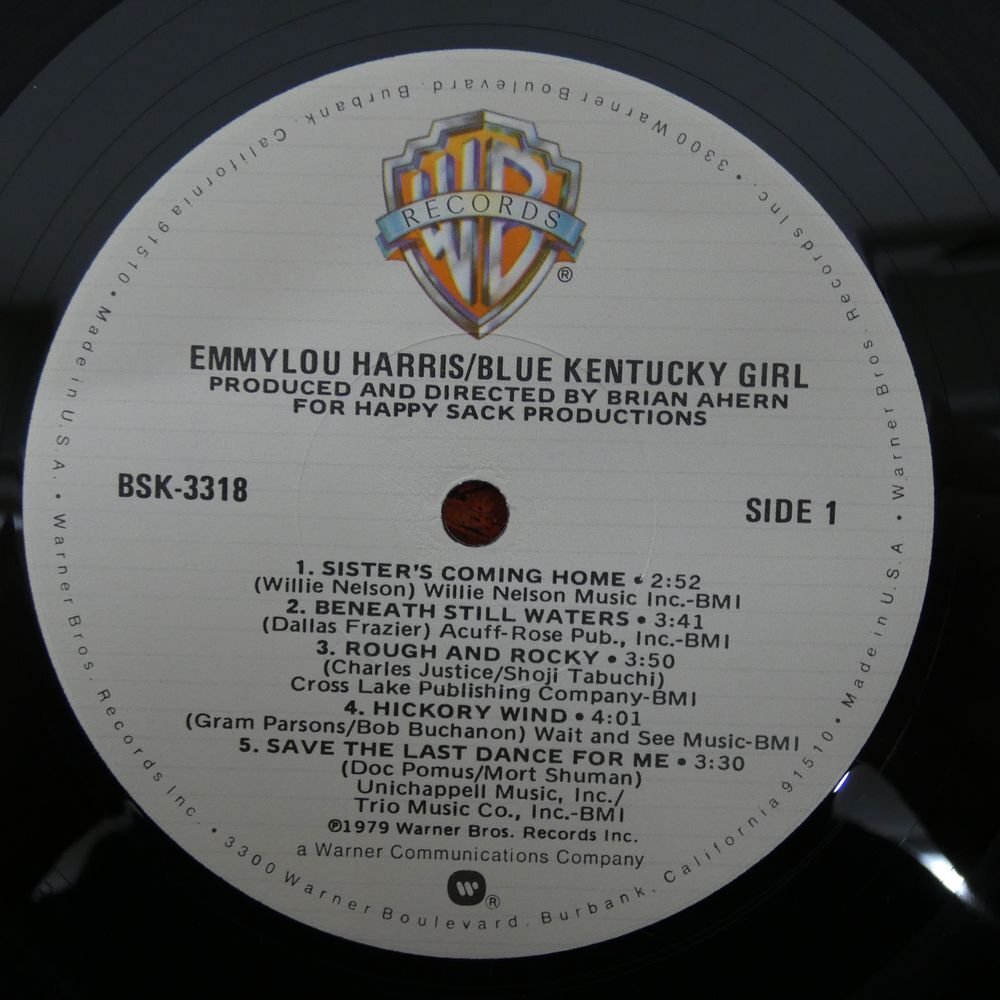 WB
RECORDS
®
EMMYLOU HARRIS/BLUE KENTUCKY GIRL
PRODUCED AND DIRECTED BY BRIAN AHERN
FOR HAPPY SACK PRODUCTIONS
BSK-3318
SIDE 1
1. SISTER'S COMING HOME • 2:52
(Willie Nelson) Willie Nelson Music Inc.-BMI
2. BENEATH STILL WATERS • 3:41
(Dallas Frazier) Acuff-Rose Pub., Inc.-BMI
3. ROUGH AND ROCKY • 3:50
(Charles Justice/Shoji Tabuchi)
Cross Lake Publishing Company-BMI
4. HICKORY WIND • 4:01
(Gram Parsons/Bob Buchanon) Wait and See Music-BMI
5. SAVE THE LAST DANCE FOR ME • 3:30
(Doc Pomus/Mort Shuman)
Unichappell Music, Inc./
Trio Music Co., Inc.-BMI
℗1979 Warner Bros. Records Inc.
a Warner Communications Company
®
Warner Bros. Records Inc. • 3300 Warner Boulevard. Burbank, California 91510 • Made in U.S.A. • Warner Bros. Records Inc. • 3300 Warner Boulevard. Burbank, California 91510 • Made in U.S.A •